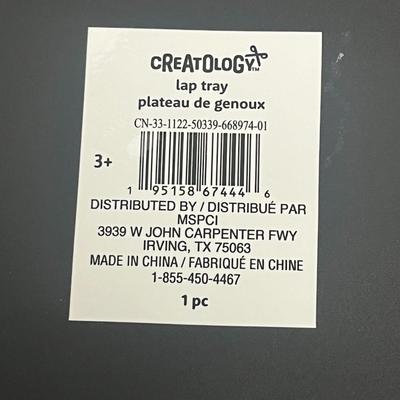 CREATOLOGY™
lap tray
plateau de genoux
CN-33-1122-50339-668974-01
3+
1 95158 67444 6
DISTRIBUTED BY / DISTRIBUÉ PAR
MSPCI
3939 W JOHN CARPENTER FWY
IRVING, TX 75063
MADE IN CHINA / FABRIQUÉ EN CHINE
1-855-450-4467
1 pc